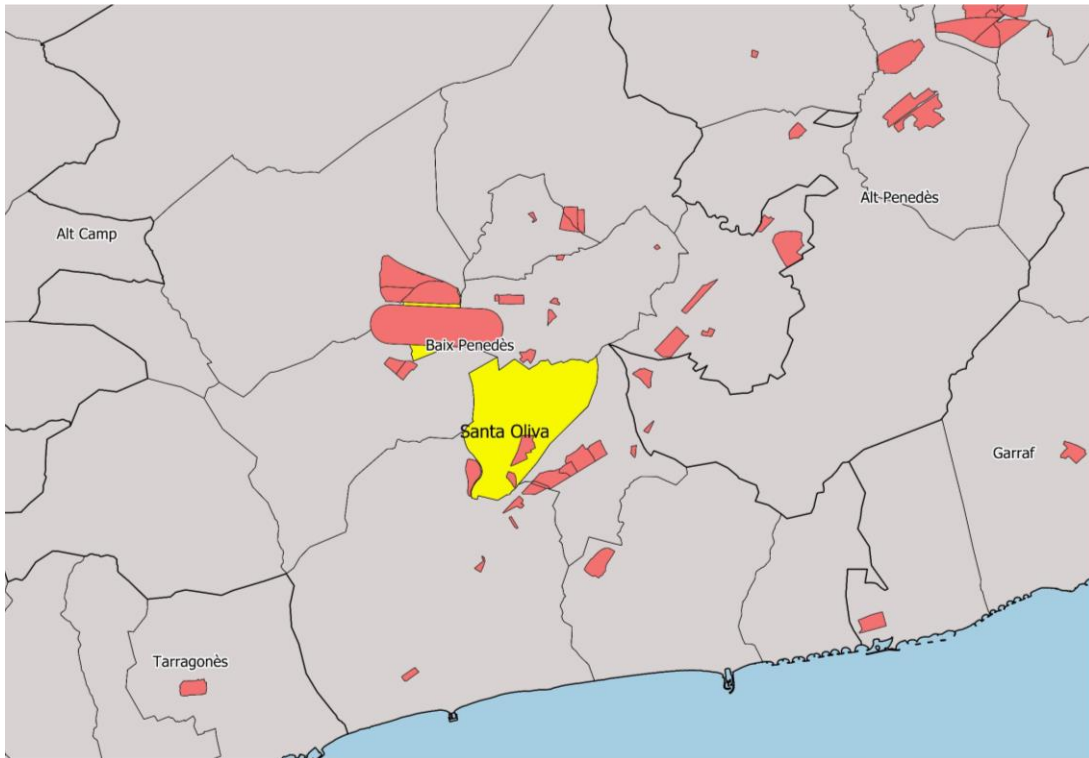 Alt Penedès
Alt Camp
Baix Penedès
Santa Oliva
Garraf
Tarragonès